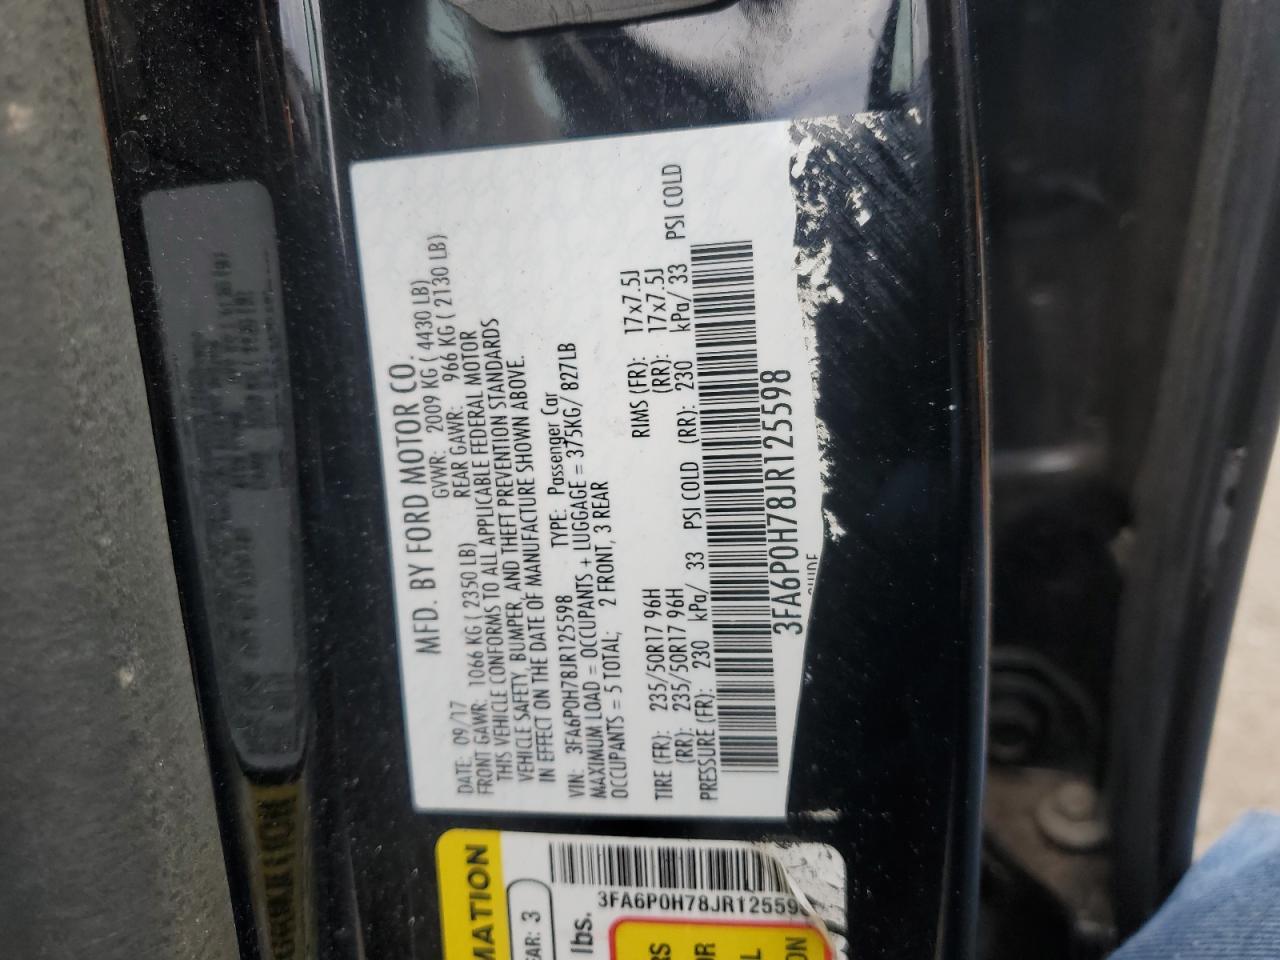 MFD. BY FORD MOTOR CO.
DATE: 09/17 GVWR: 2009 KG ( 4430 LB)
FRONT GAWR: 1066 KG ( 2350 LB) REAR GAWR: 966 KG ( 2130 LB)
THIS VEHICLE CONFORMS TO ALL APPLICABLE FEDERAL MOTOR
VEHICLE SAFETY, BUMPER, AND THEFT PREVENTION STANDARDS
IN EFFECT ON THE DATE OF MANUFACTURE SHOWN ABOVE.
VIN: 3FA6P0H78JR125598 TYPE: Passenger Car
MAXIMUM LOAD = OCCUPANTS + LUGGAGE = 375KG/ 827LB
OCCUPANTS = 5 TOTAL; 2 FRONT, 3 REAR
TIRE (FR): 235/50R17 96H RIMS (FR): 17x7.5J
(RR): 235/50R17 96H (RR): 17x7.5J
PRESSURE (FR): 230 kPa/ 33 PSI COLD (RR): 230 kPa/ 33 PSI COLD
3FA6P0H78JR125598
MATION
EAR: 3
lbs.
3FA6P0H78JR12559
RS
OR
L
ON